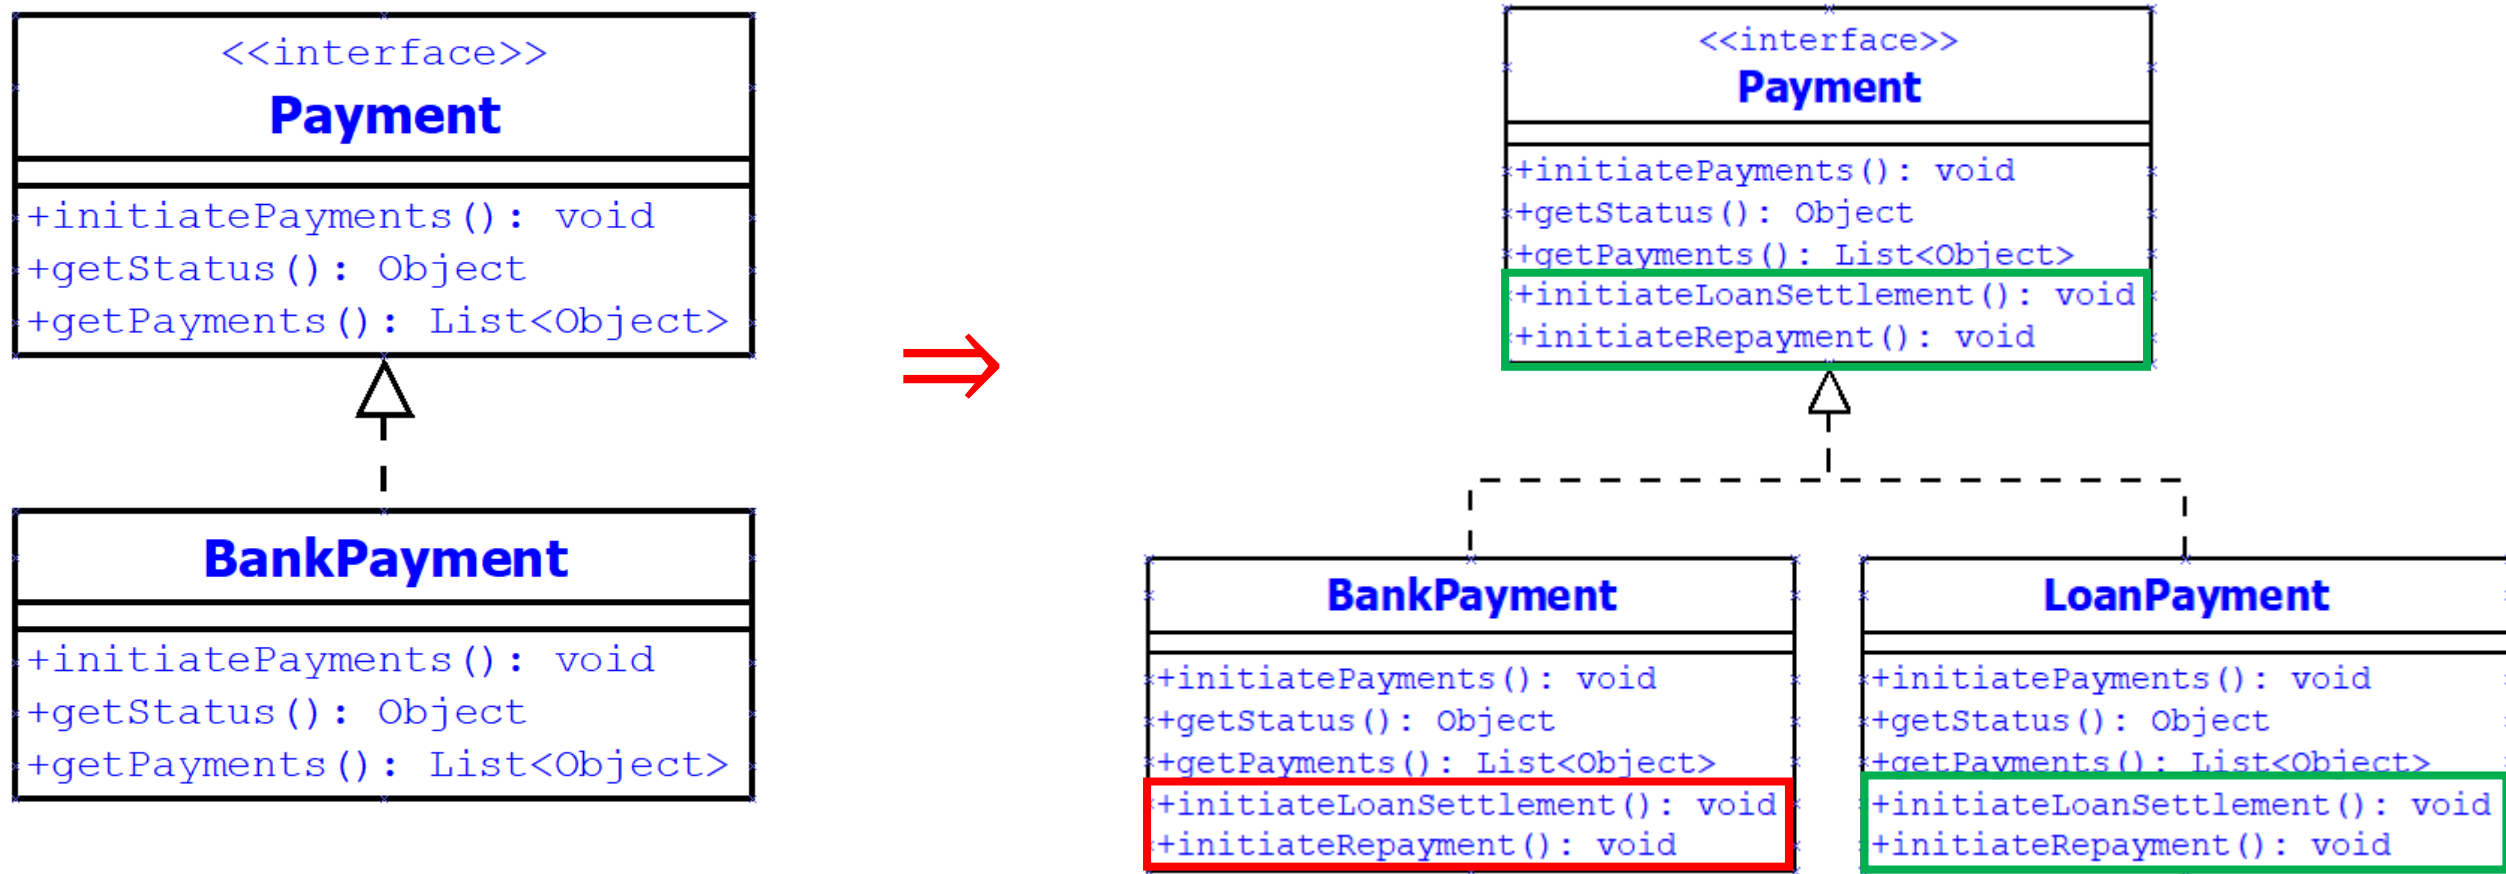 <<interface>>
Payment
+initiatePayments(): void
+getStatus(): Object
+getPayments(): List<Object>
BankPayment
+initiatePayments(): void
+getStatus(): Object
+getPayments(): List<Object>
<<interface>>
Payment
+initiatePayments(): void
+getStatus(): Object
+getPayments(): List<Object>
+initiateLoanSettlement(): void
+initiateRepayment(): void
BankPayment
+initiatePayments(): void
+getStatus(): Object
+getPayments(): List<Object>
+initiateLoanSettlement(): void
+initiateRepayment(): void
LoanPayment
+initiatePayments(): void
+getStatus(): Object
+getPayments(): List<Object>
+initiateLoanSettlement(): void
+initiateRepayment(): void